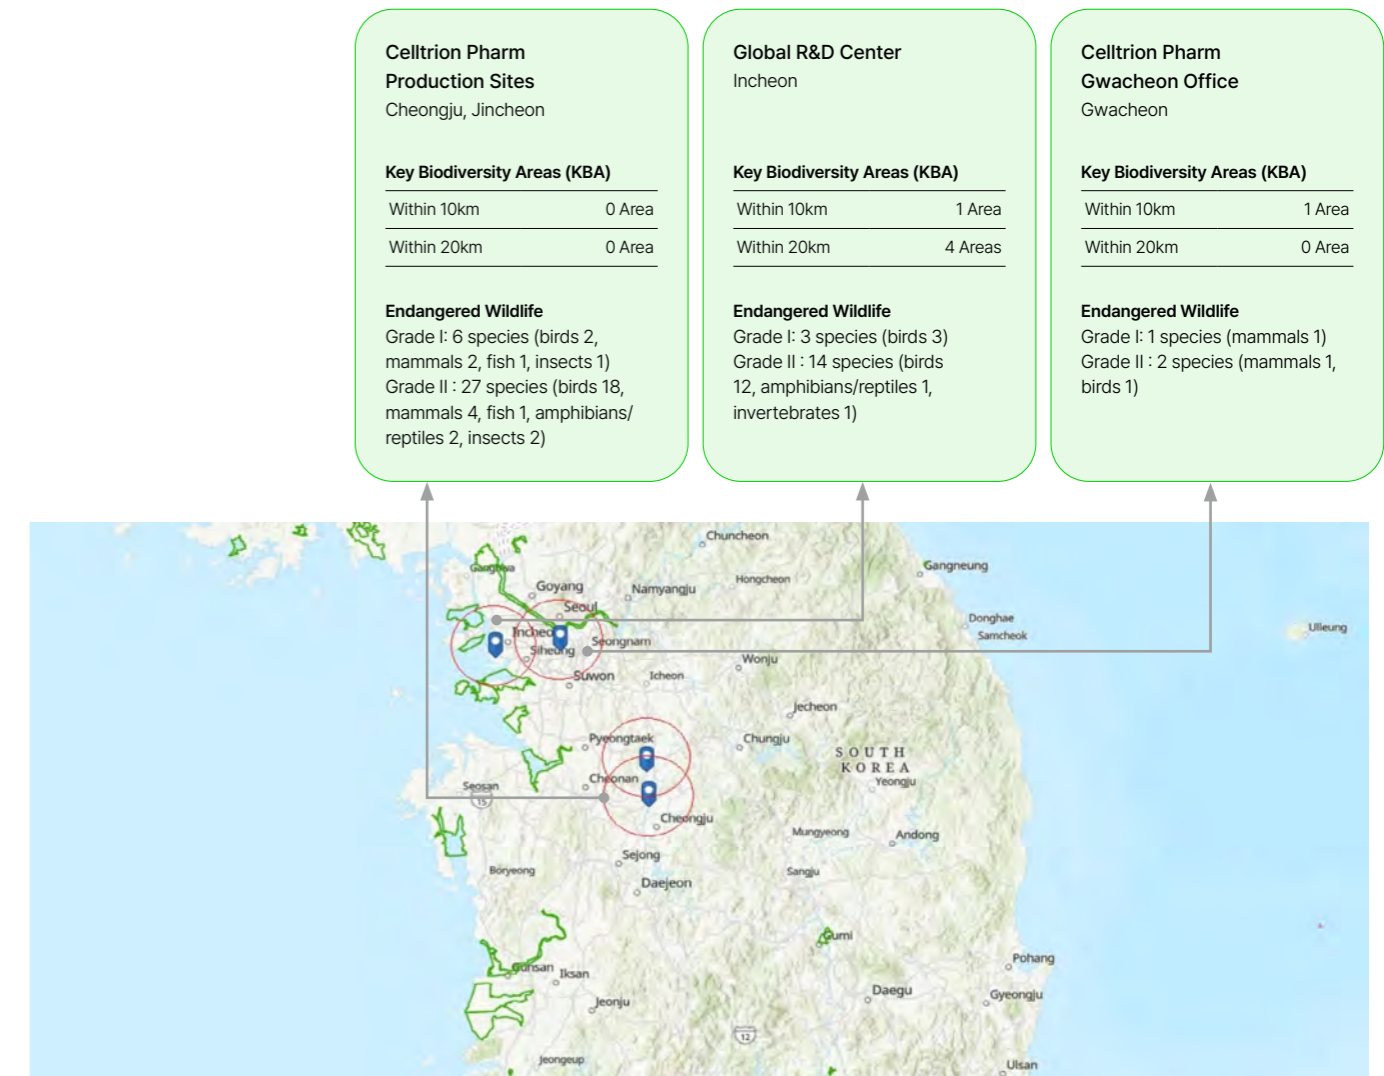 Celltrion Pharm
Production Sites
Cheongju, Jincheon
Key Biodiversity Areas (KBA)
Within 10km 0 Area
Within 20km 0 Area
Endangered Wildlife
Grade I: 6 species (birds 2,
mammals 2, fish 1, insects 1)
Grade II : 27 species (birds 18,
mammals 4, fish 1, amphibians/
reptiles 2, insects 2)
Global R&D Center
Incheon
Key Biodiversity Areas (KBA)
Within 10km 1 Area
Within 20km 4 Areas
Endangered Wildlife
Grade I: 3 species (birds 3)
Grade II : 14 species (birds
12, amphibians/reptiles 1,
invertebrates 1)
Celltrion Pharm
Gwacheon Office
Gwacheon
Key Biodiversity Areas (KBA)
Within 10km 1 Area
Within 20km 0 Area
Endangered Wildlife
Grade I: 1 species (mammals 1)
Grade II : 2 species (mammals 1,
birds 1)
Chuncheon
Ganghwa
Gangneung
Goyang
Namyangju
Hongcheon
Seoul
Donghae
Samcheok
Ulleung
Incheo
Siheung
Seongnam
Wonju
Suwon
Icheon
Jecheon
Pyeongtaek
Chungju
SOUTH
KOREA
Cheonan
Yeongju
Seosan
15
Cheongju
Mungyeong
Andong
Sejong
Boryeong
Daejeon
Sangju
Gumi
Gunsan
Iksan
Pohang
Jeonju
Daegu
Gyeongju
12
Jeongeup
Ulsan